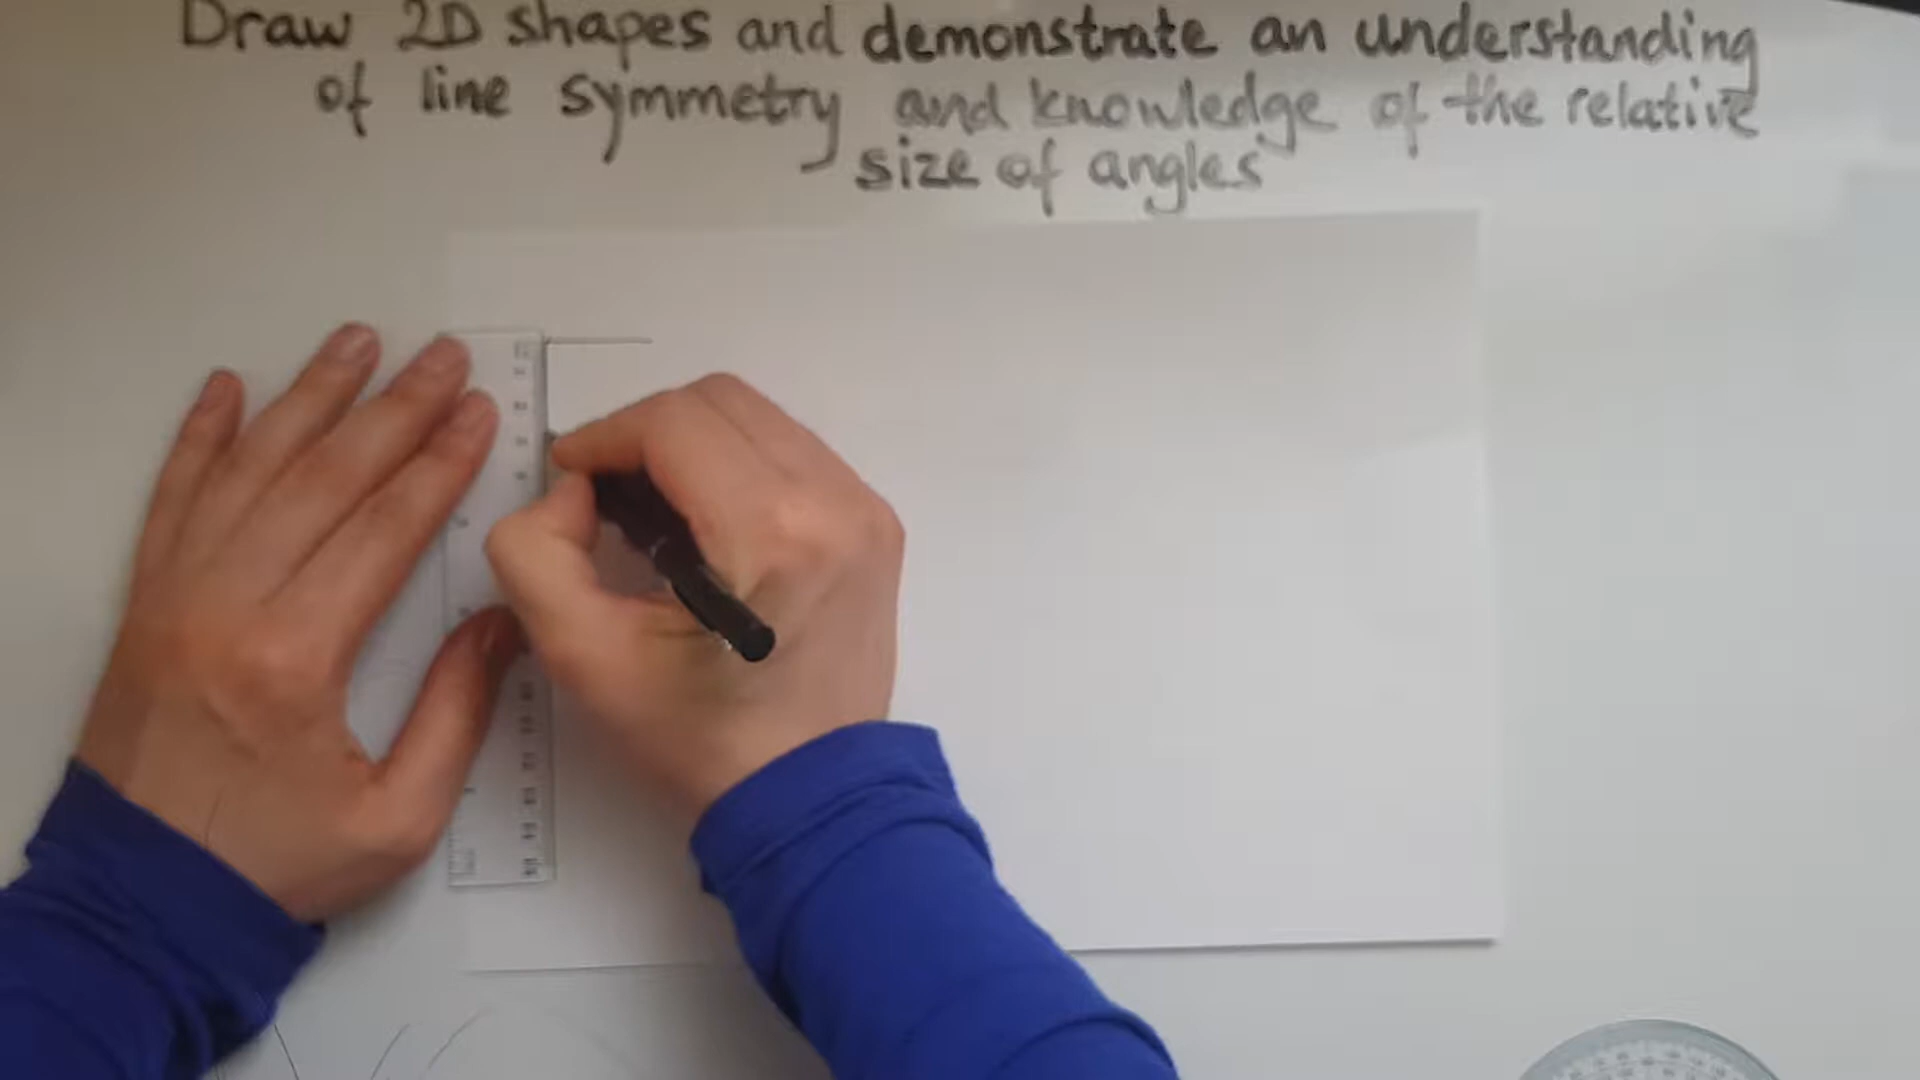 Draw 2D shapes and demonstrate an understanding
of line symmetry and knowledge of the relative
size of angles